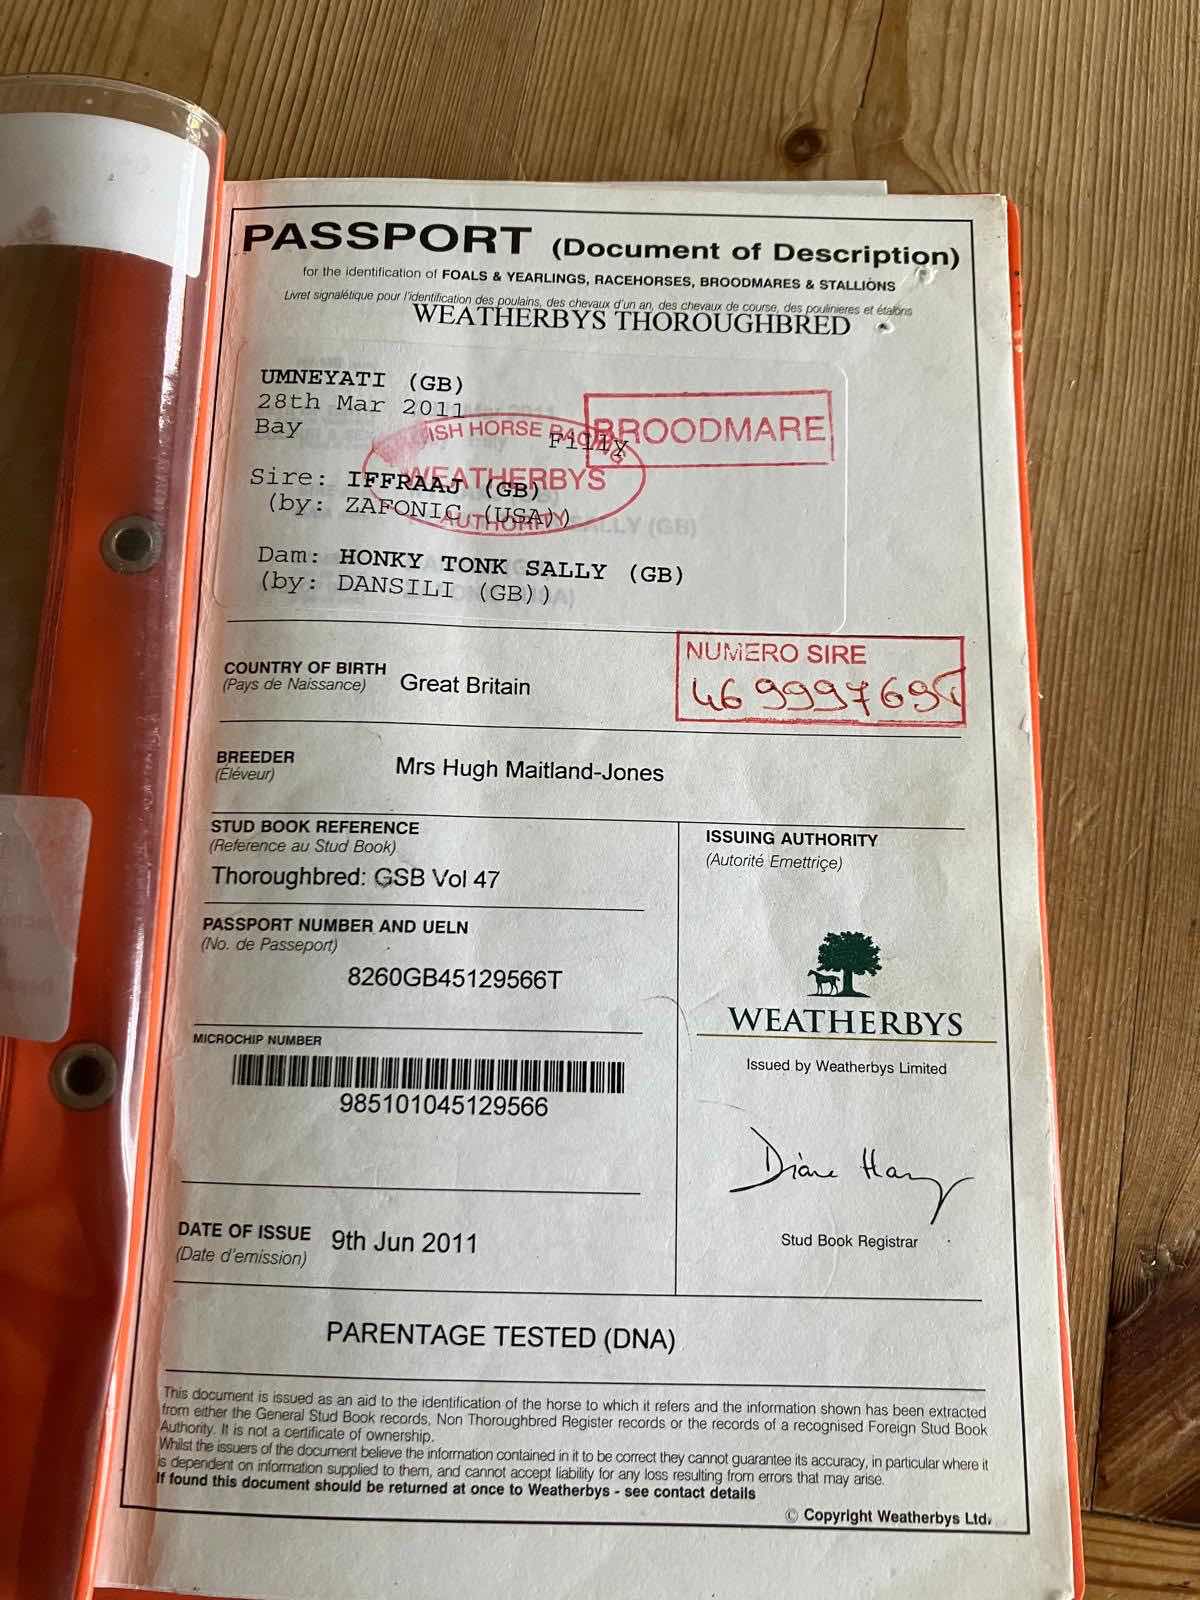 PASSPORT (Document of Description)
for the identification of FOALS & YEARLINGS, RACEHORSES, BROODMARES & STALLIONS
Livret signalétique pour l'identification des poulains, des chevaux d'un an, des chevaux de course, des poulinieres et étalons
WEATHERBYS THOROUGHBRED
UMNEYATI (GB)
28th Mar 2011
Bay Filly
BROODMARE
ISH HORSE RACING
WEATHERBYS
AUTHORITY
Sire: IFFRAAJ (GB)
(by: ZAFONIC (USA))
Dam: HONKY TONK SALLY (GB)
(by: DANSILI (GB))
COUNTRY OF BIRTH
(Pays de Naissance)
Great Britain
NUMERO SIRE
BREEDER
(Éléveur)
Mrs Hugh Maitland-Jones
STUD BOOK REFERENCE
(Reference au Stud Book)
Thoroughbred: GSB Vol 47
PASSPORT NUMBER AND UELN
(No. de Passeport)
8260GB45129566T
MICROCHIP NUMBER
985101045129566
DATE OF ISSUE
(Date d'emission)
9th Jun 2011
ISSUING AUTHORITY
(Autorité Emettriçe)
WEATHERBYS
Issued by Weatherbys Limited
Diane
Stud Book Registrar
PARENTAGE TESTED (DNA)
This document is issued as an aid to the identification of the horse to which it refers and the information shown has been extracted
from either the General Stud Book records, Non Thoroughbred Register records or the records of a recognised Foreign Stud Book
Authority. It is not a certificate of ownership.
Whilst the issuers of the document believe the information contained in it to be correct they cannot guarantee its accuracy, in particular where it
is dependent on information supplied to them, and cannot accept liability for any loss resulting from errors that may arise.
If found this document should be returned at once to Weatherbys - see contact details
© Copyright Weatherbys Ltd.